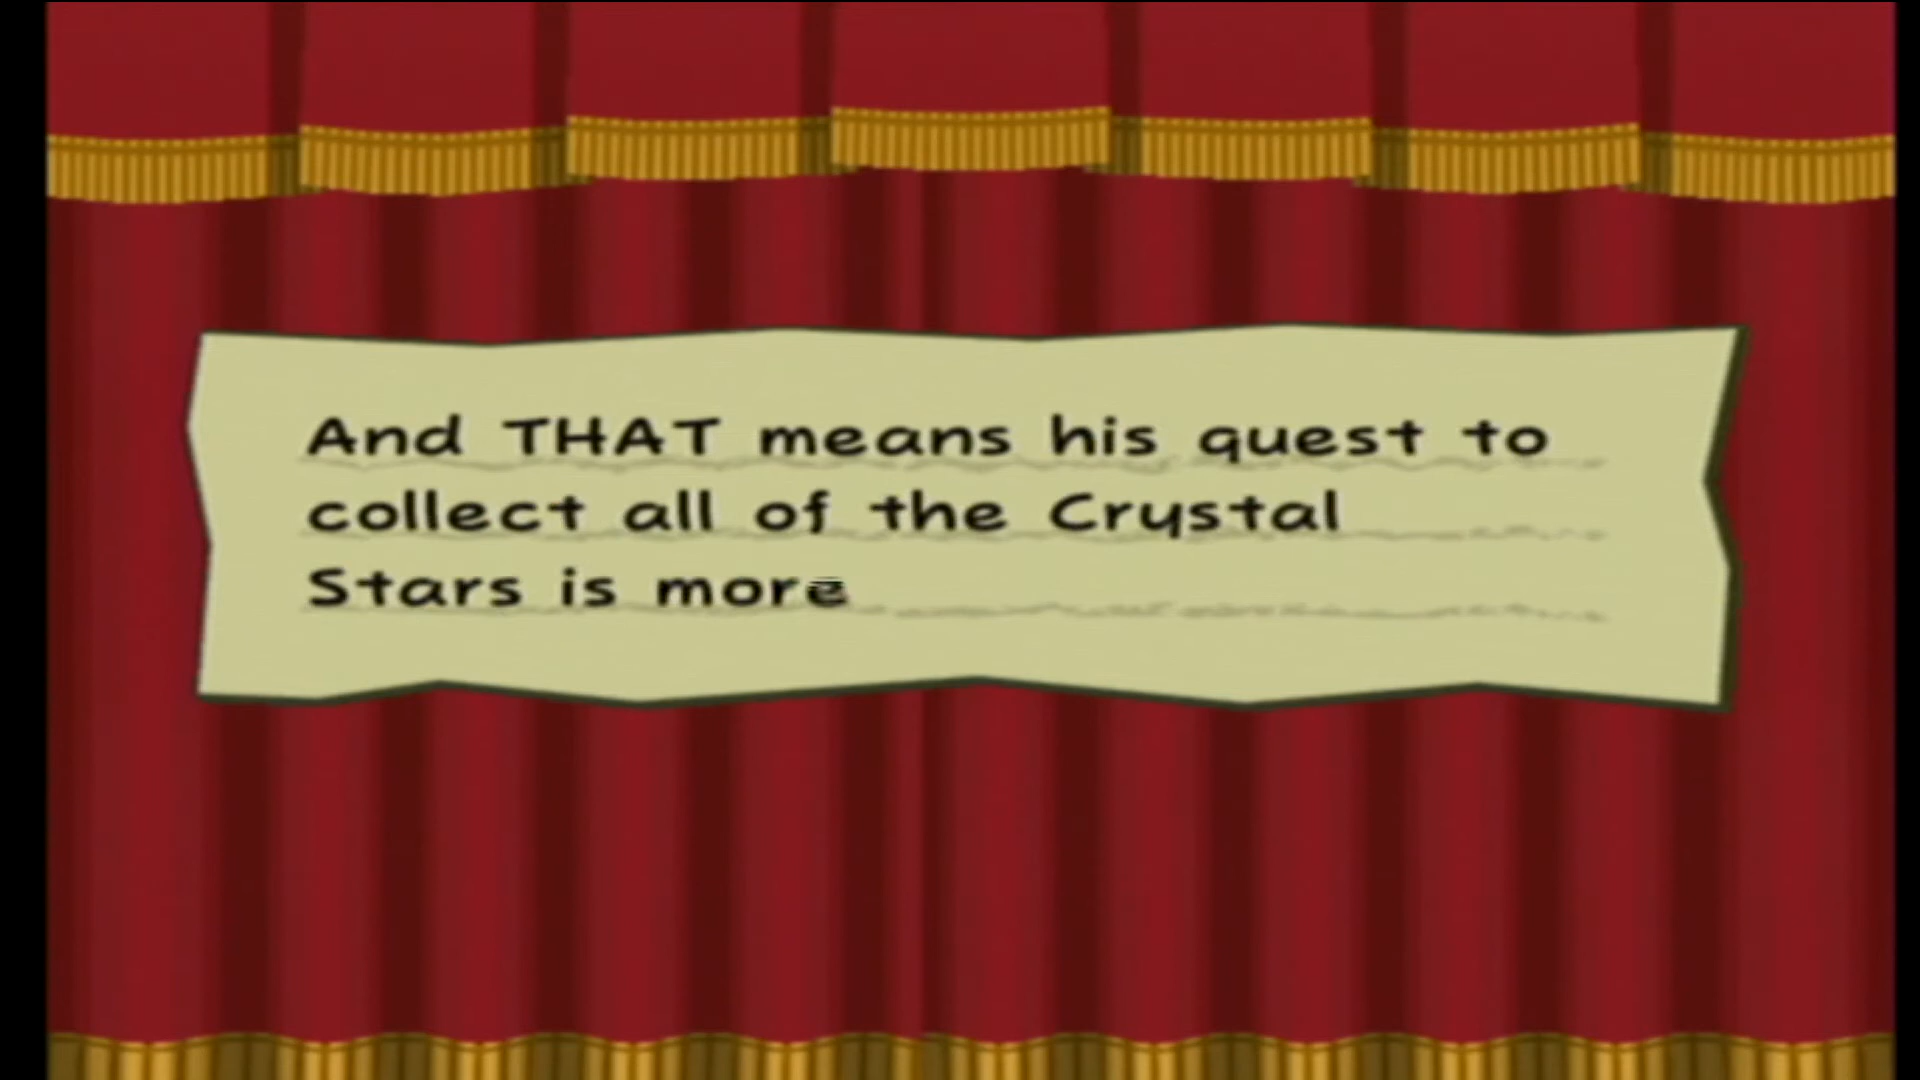 And THAT means his quest to
collect all of the Crystal
Stars is more